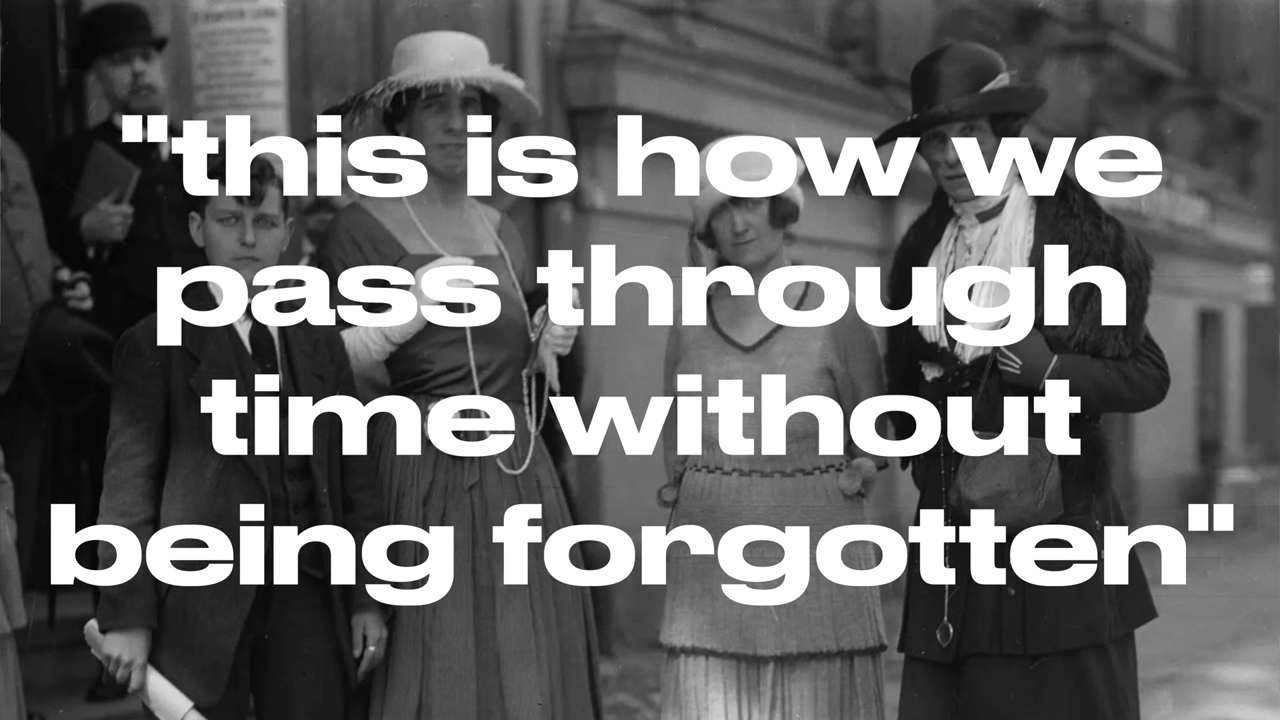 "this is how we
pass through
time without
being forgotten"